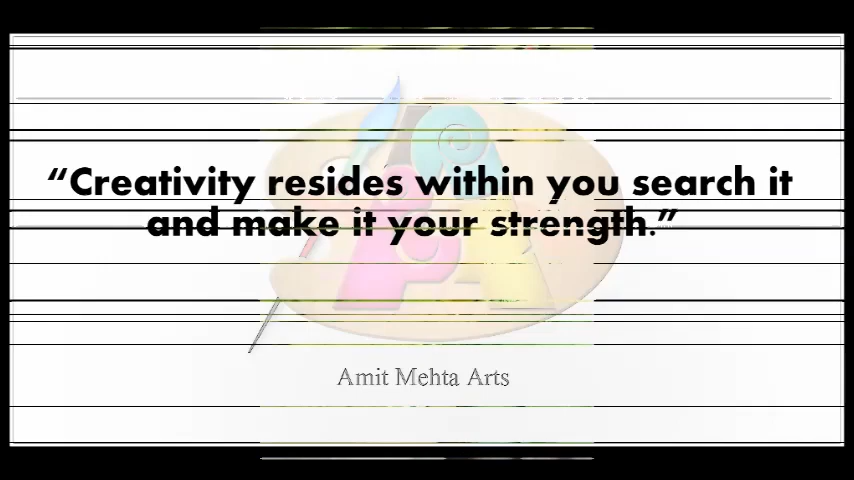 “Creativity resides within you search it
and make it your strength.”
Amit Mehta Arts